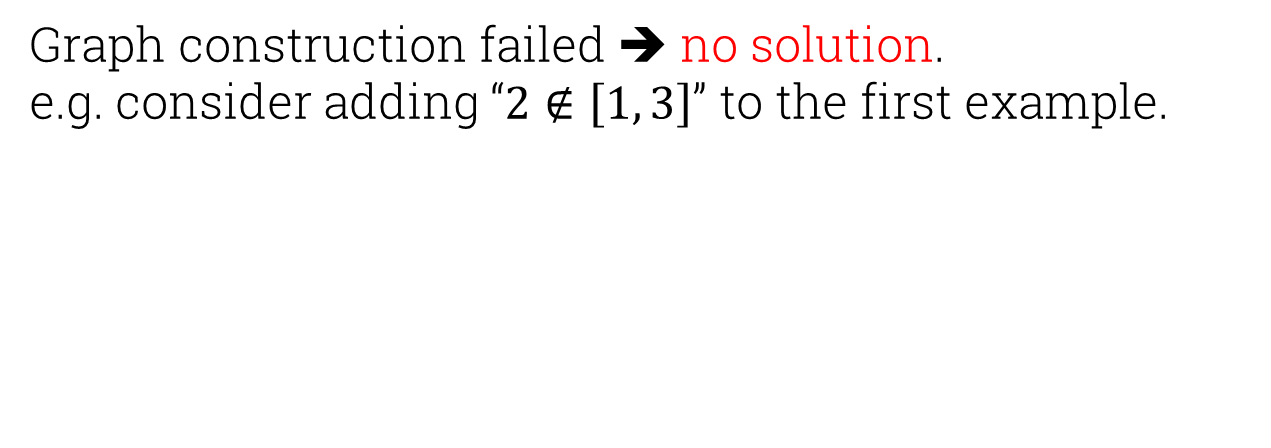 Graph construction failed 🡺 no solution.
e.g. consider adding “2 ∉ [1, 3]” to the first example.